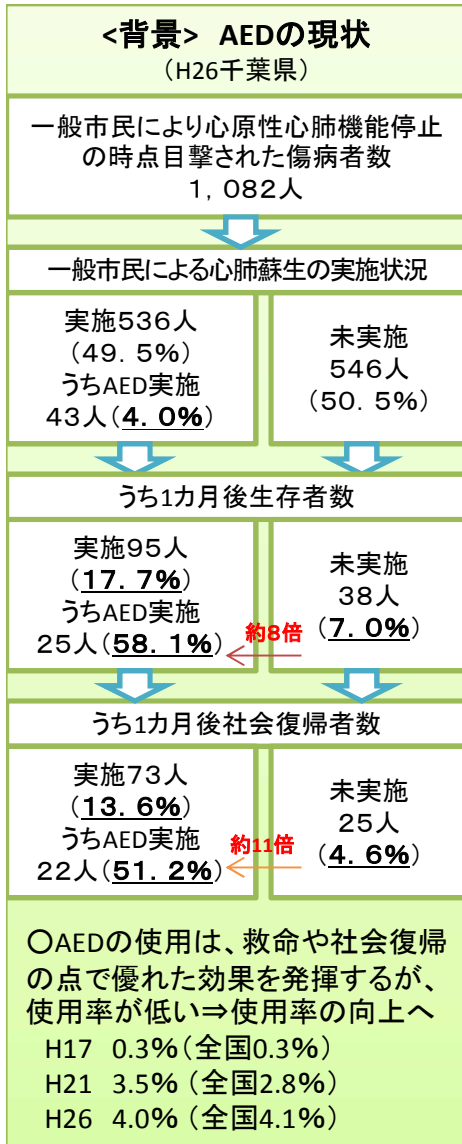 <背景> AEDの現状
（H26千葉県）
一般市民により心原性心肺機能停止
の時点目撃された傷病者数
１，０８２人
一般市民による心肺蘇生の実施状況
実施５３６人
（４９．５％）
うちAED実施
４３人（４．０％）
未実施
５４６人
（５０．５％）
うち1カ月後生存者数
実施９５人
（１７．７％）
うちAED実施
２５人（５８．１％）
約8倍
未実施
３８人
（７．０％）
うち1カ月後社会復帰者数
実施７３人
（１３．６％）
うちAED実施
２２人（５１．２％）
約11倍
未実施
２５人
（４．６％）
〇AEDの使用は、救命や社会復帰
の点で優れた効果を発揮するが、
使用率が低い⇒使用率の向上へ
H17 0.3%（全国0.3%）
H21 3.5%（全国2.8%）
H26 4.0%（全国4.1%）